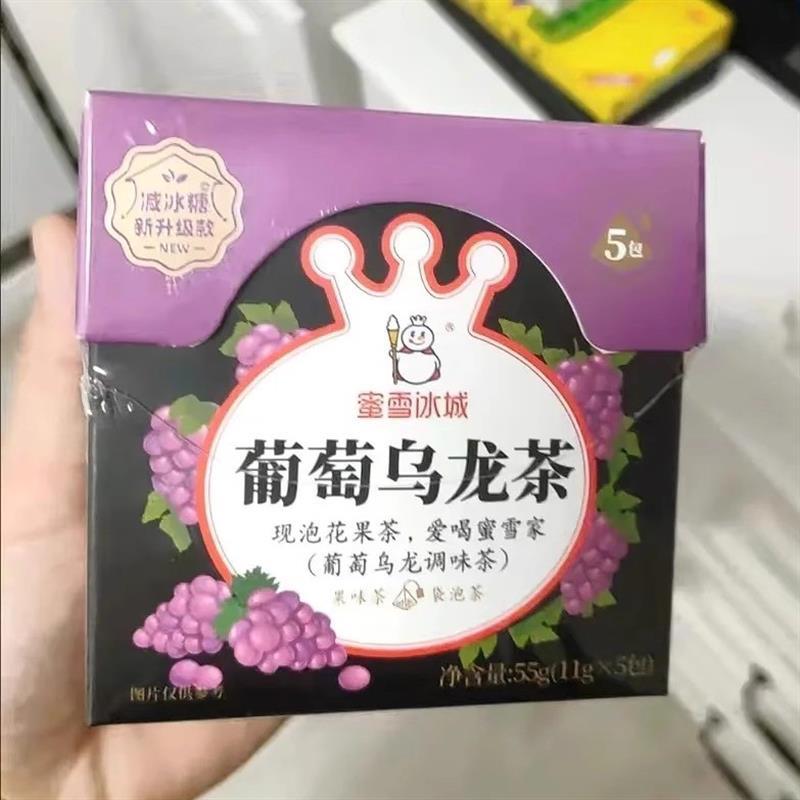 减冰糖
新升级款
NEW
5包
蜜雪冰城
葡萄乌龙茶
现泡花果茶，爱喝蜜雪家
（葡萄乌龙调味茶）
果味茶 袋泡茶
净含量:55g(11g×5包)
图片仅供参考